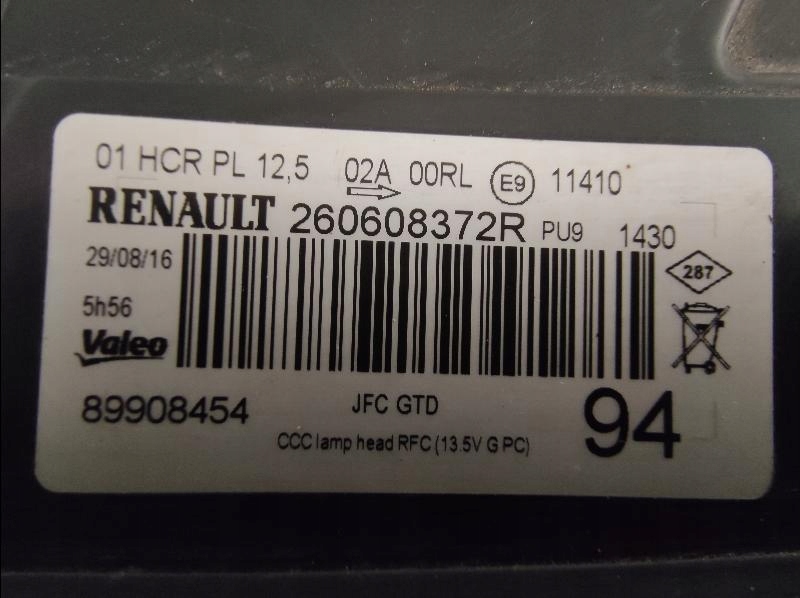 01 HCR PL 12,5 02A 00RL E9 11410
RENAULT 260608372R PU9 1430
29/08/16
287
5h56
Valeo
89908454 JFC GTD 94
CCC lamp head RFC (13.5V G PC)